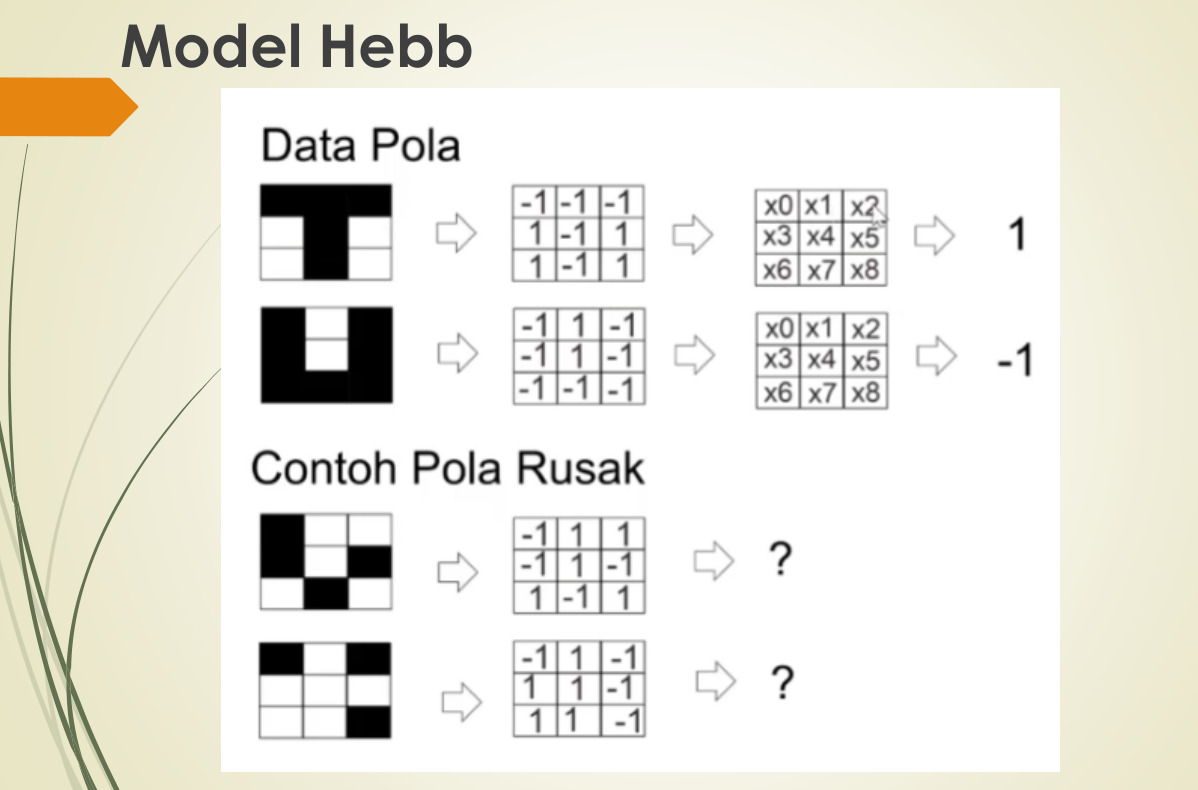 Model Hebb
Data Pola
-1 -1 -1 x0 x1 x2
1 -1 1 x3 x4 x5 1
1 -1 1 x6 x7 x8
-1 1 -1 x0 x1 x2
-1 1 -1 x3 x4 x5 -1
-1 -1 -1 x6 x7 x8
Contoh Pola Rusak
-1 1 1
-1 1 -1 ?
1 -1 1
-1 1 -1
1 1 -1 ?
1 1 -1